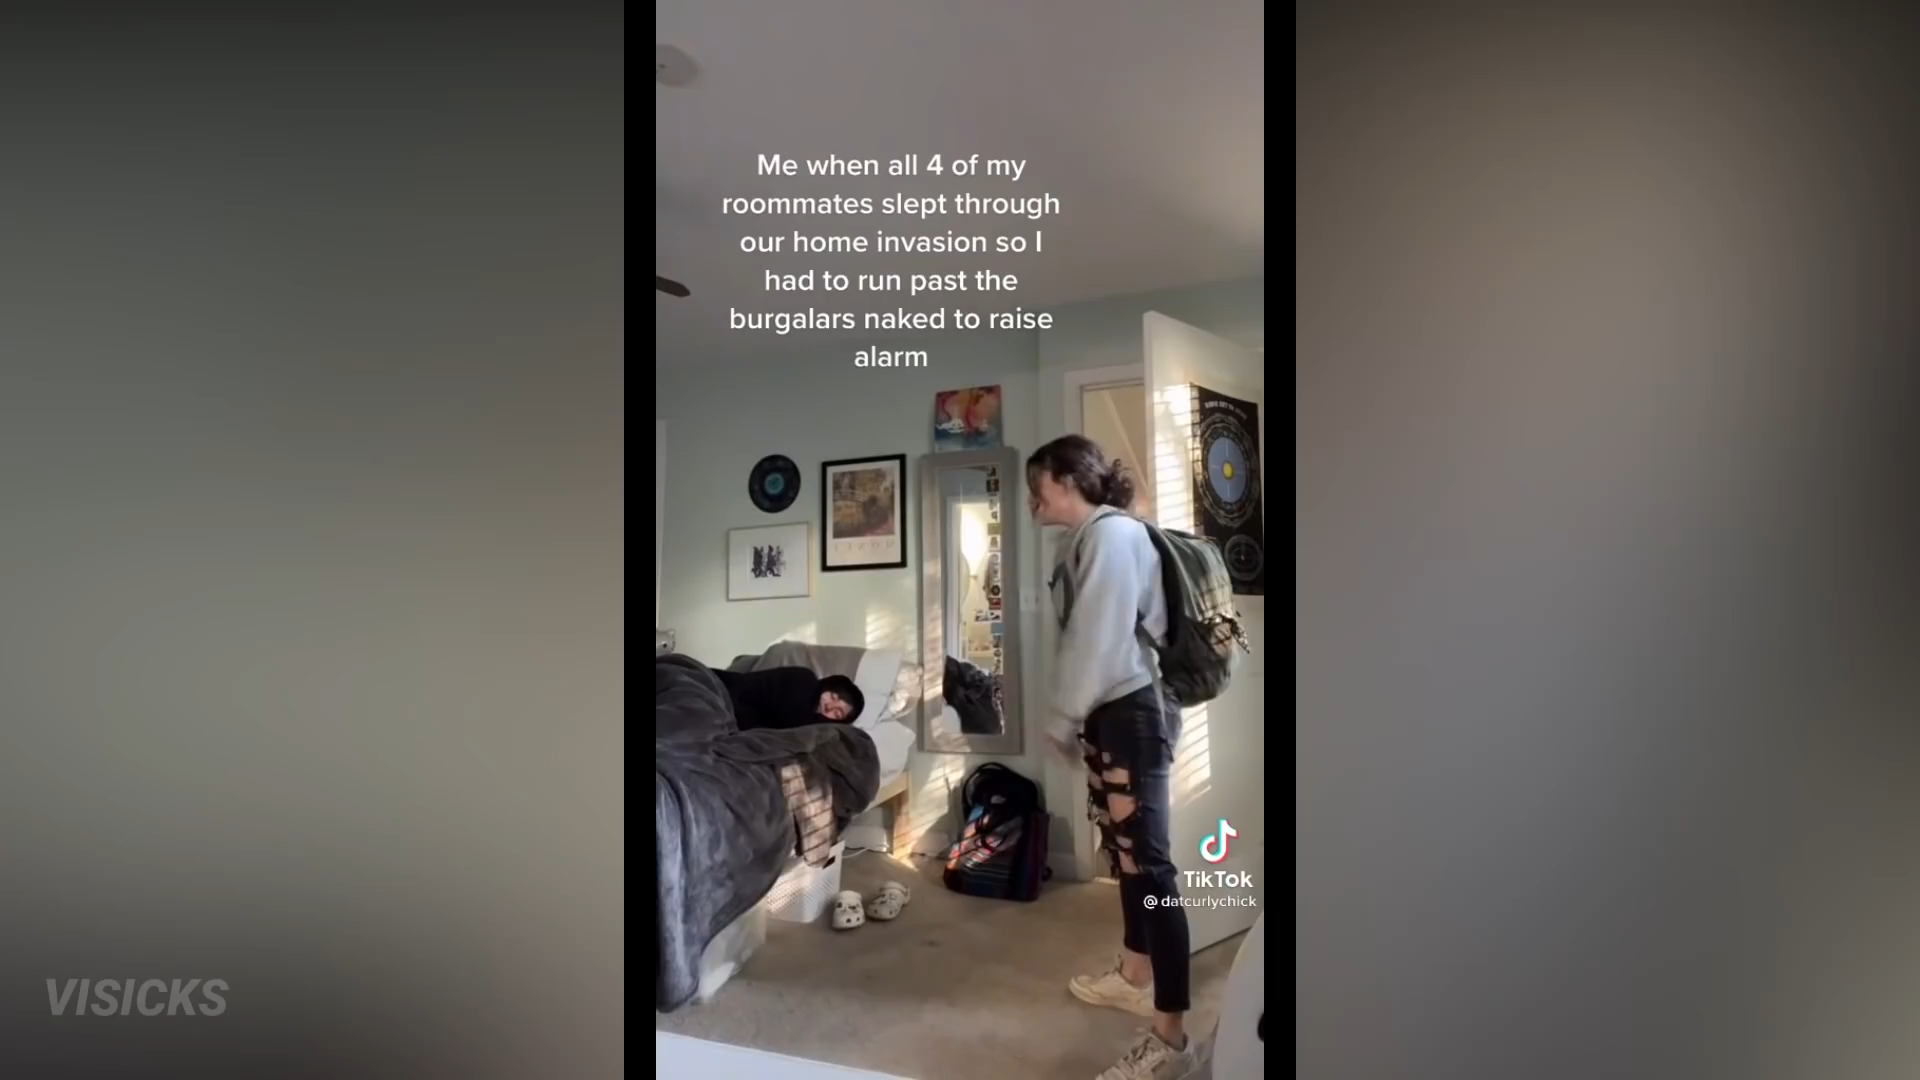 Me when all 4 of my
roommates slept through
our home invasion so I
had to run past the
burgalars naked to raise
alarm
TikTok
@datcurlychick
VISICKS